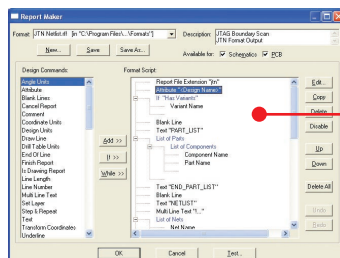 Report Maker
Format: JTN Netlist.rff [in "C:\Program Files\...\Formats"]
Description: JTAG Boundary Scan
JTN Format Output
New...
Save
Save As...
Available for: Schematics PCB
Design Commands:
Format Script:
Angle Units
Attribute
Blank Lines
Cancel Report
Comment
Coordinate Units
Design Units
Draw Line
Drill Table Units
End Of Line
Finish Report
Is Drawing Report
Line Length
Line Number
Multi Line Text
Set Layer
Step & Repeat
Text
Transform Coordinates
Underline
Add >>
If >>
While >>
Report File Extension "jtn"
Attribute "<Design Name>"
If "Has Variants"
Variant Name
Blank Line
Text "PART_LIST"
List of Parts
List of Components
Component Name
Part Name
Text "END_PART_LIST"
Blank Line
Text "NETLIST"
Multi Line Text "1..."
List of Nets
Net Name
Edit...
Copy
Delete
Disable
Up
Down
Delete All
Undo
Redo
OK
Cancel
Test...